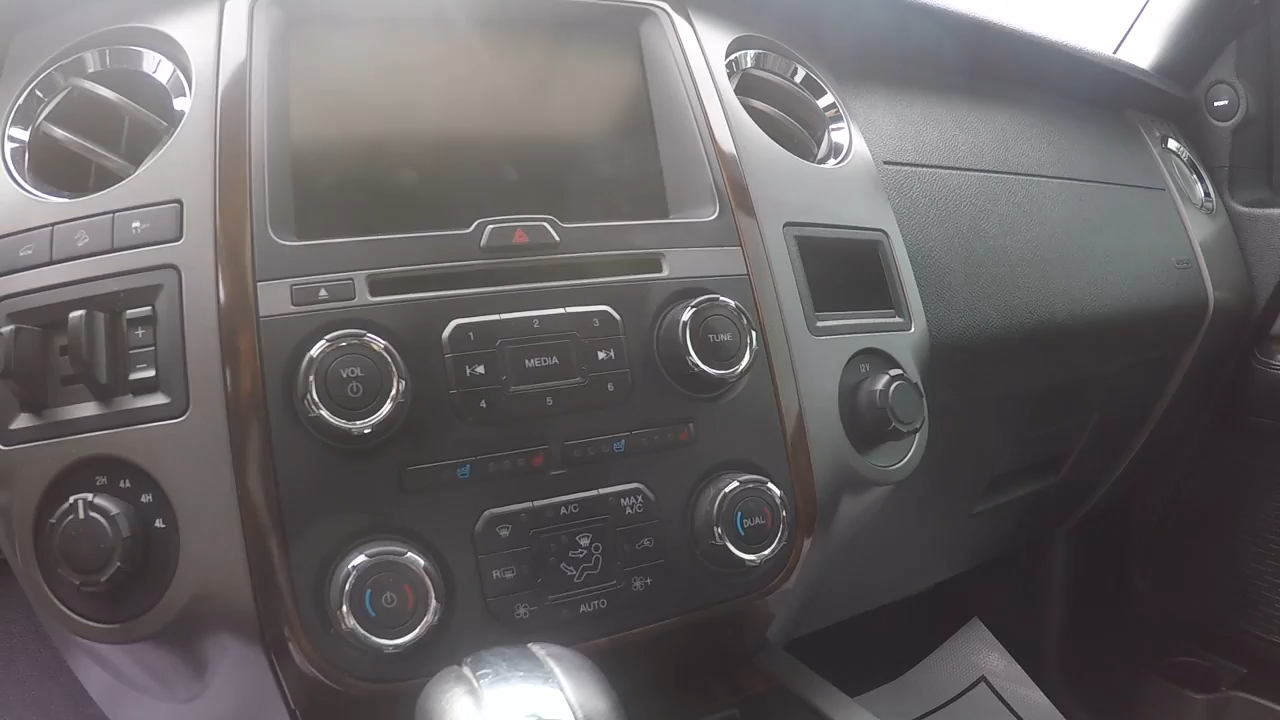 VOL
1 2 3
MEDIA
4 5 6
TUNE
12V
+
−
2H 4A 4H 4L
A/C
MAX A/C
R
AUTO
−
+
DUAL